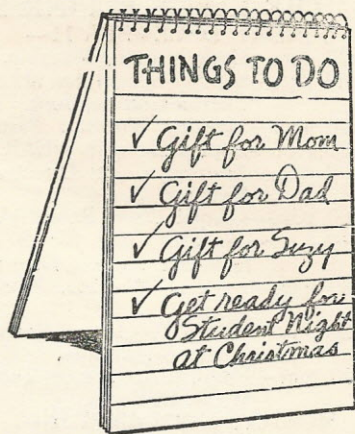 THINGS TO DO
✓ Gift for Mom
✓ Gift for Dad
✓ Gift for Suzy
✓ Get ready for
Student Night
at Christmas